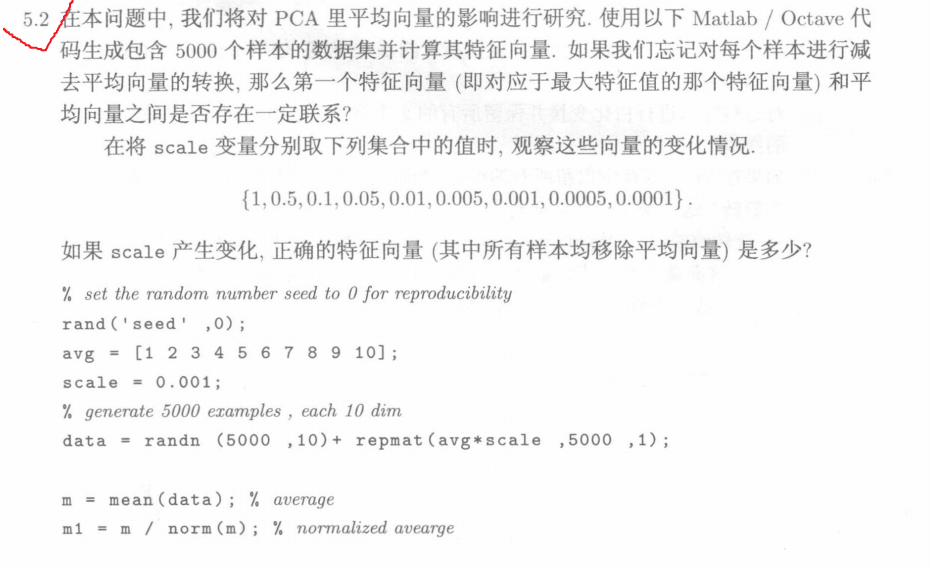 5.2 在本问题中, 我们将对 PCA 里平均向量的影响进行研究. 使用以下 Matlab / Octave 代
码生成包含 5000 个样本的数据集并计算其特征向量. 如果我们忘记对每个样本进行减
去平均向量的转换, 那么第一个特征向量 (即对应于最大特征值的那个特征向量) 和平
均向量之间是否存在一定联系?
在将 scale 变量分别取下列集合中的值时, 观察这些向量的变化情况.
{1, 0.5, 0.1, 0.05, 0.01, 0.005, 0.001, 0.0005, 0.0001} .
如果 scale 产生变化, 正确的特征向量 (其中所有样本均移除平均向量) 是多少?
% set the random number seed to 0 for reproducibility
rand('seed' ,0);
avg = [1 2 3 4 5 6 7 8 9 10];
scale = 0.001;
% generate 5000 examples , each 10 dim
data = randn (5000 ,10)+ repmat(avg*scale ,5000 ,1);
m = mean(data); % average
m1 = m / norm(m); % normalized avearge